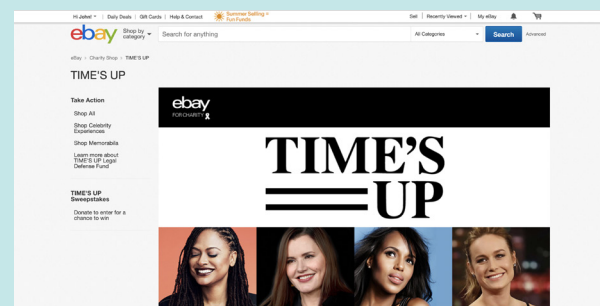 Hi Jaime!
Daily Deals
Gift Cards
Help & Contact
Summer Selling =
Fun Funds
Sell
Recently Viewed
My eBay
ebay
Shop by
category
Search for anything
All Categories
Search
Advanced
eBay > Charity Shop > TIME'S UP
TIME'S UP
Take Action
Shop All
Shop Celebrity
Experiences
Shop Memorabilia
Learn more about
TIME'S UP Legal
Defense Fund
TIME'S UP
Sweepstakes
Donate to enter for a
chance to win
ebay
FOR CHARITY
TIME'S
UP